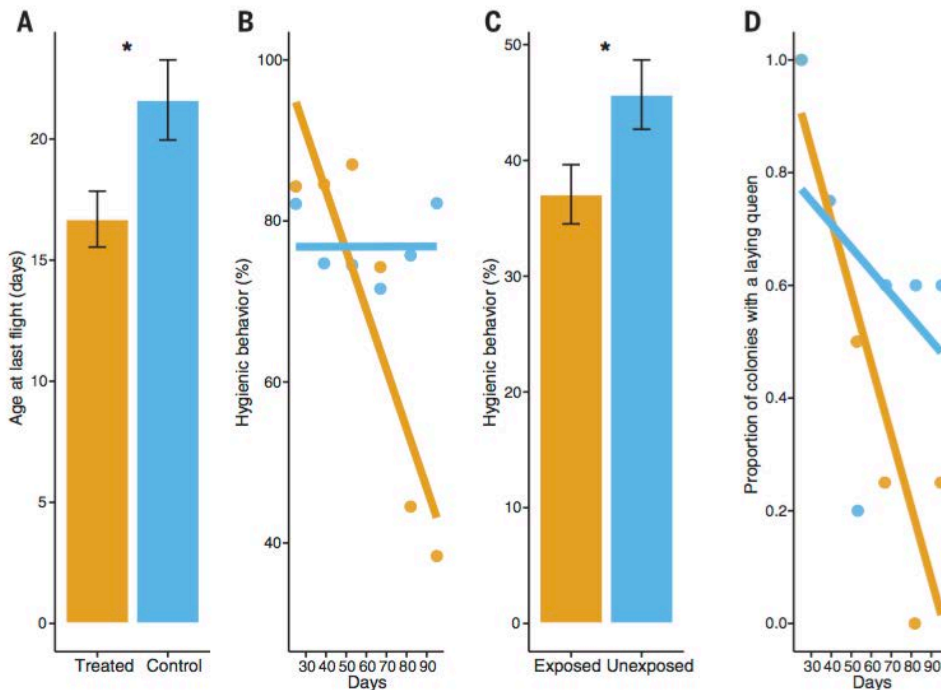 A
*
Age at last flight (days)
20
15
10
5
0
Treated Control
B
Hygienic behavior (%)
100
80
60
40
30 40 50 60 70 80 90
Days
C
*
Hygienic behavior (%)
50
40
30
20
10
0
Exposed Unexposed
D
Proportion of colonies with a laying queen
1.0
0.8
0.6
0.4
0.2
0.0
30 40 50 60 70 80 90
Days